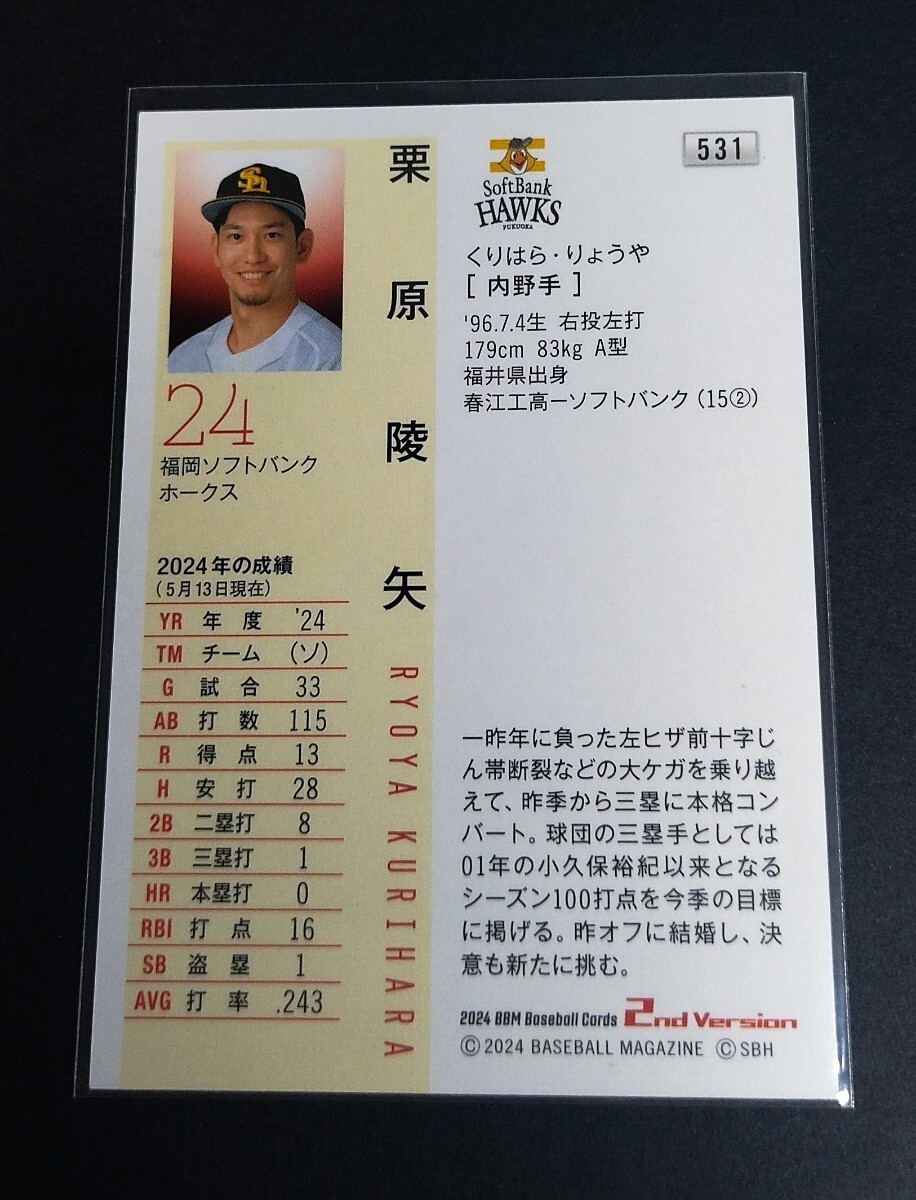 栗原陵矢
RYOYA KURIHARA
24
福岡ソフトバンク
ホークス
2024年の成績
(5月13日現在)
YR 年度 '24
TM チーム (ソ)
G 試合 33
AB 打数 115
R 得点 13
H 安打 28
2B 二塁打 8
3B 三塁打 1
HR 本塁打 0
RBI 打点 16
SB 盗塁 1
AVG 打率 .243
SoftBank
HAWKS
FUKUOKA
531
くりはら・りょうや
[ 内野手 ]
'96.7.4生 右投左打
179cm 83kg A型
福井県出身
春江工高ーソフトバンク (15②)
一昨年に負った左ヒザ前十字じ
ん帯断裂などの大ケガを乗り越
えて、昨季から三塁に本格コン
バート。球団の三塁手としては
01年の小久保裕紀以来となる
シーズン100打点を今季の目標
に掲げる。昨オフに結婚し、決
意も新たに挑む。
2024 BBM Baseball Cards 2nd Version
©2024 BASEBALL MAGAZINE ©SBH